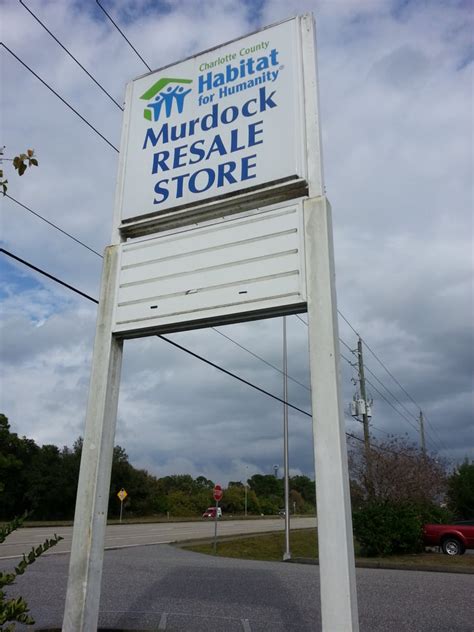 Charlotte County
Habitat
for Humanity®
Murdock
RESALE
STORE